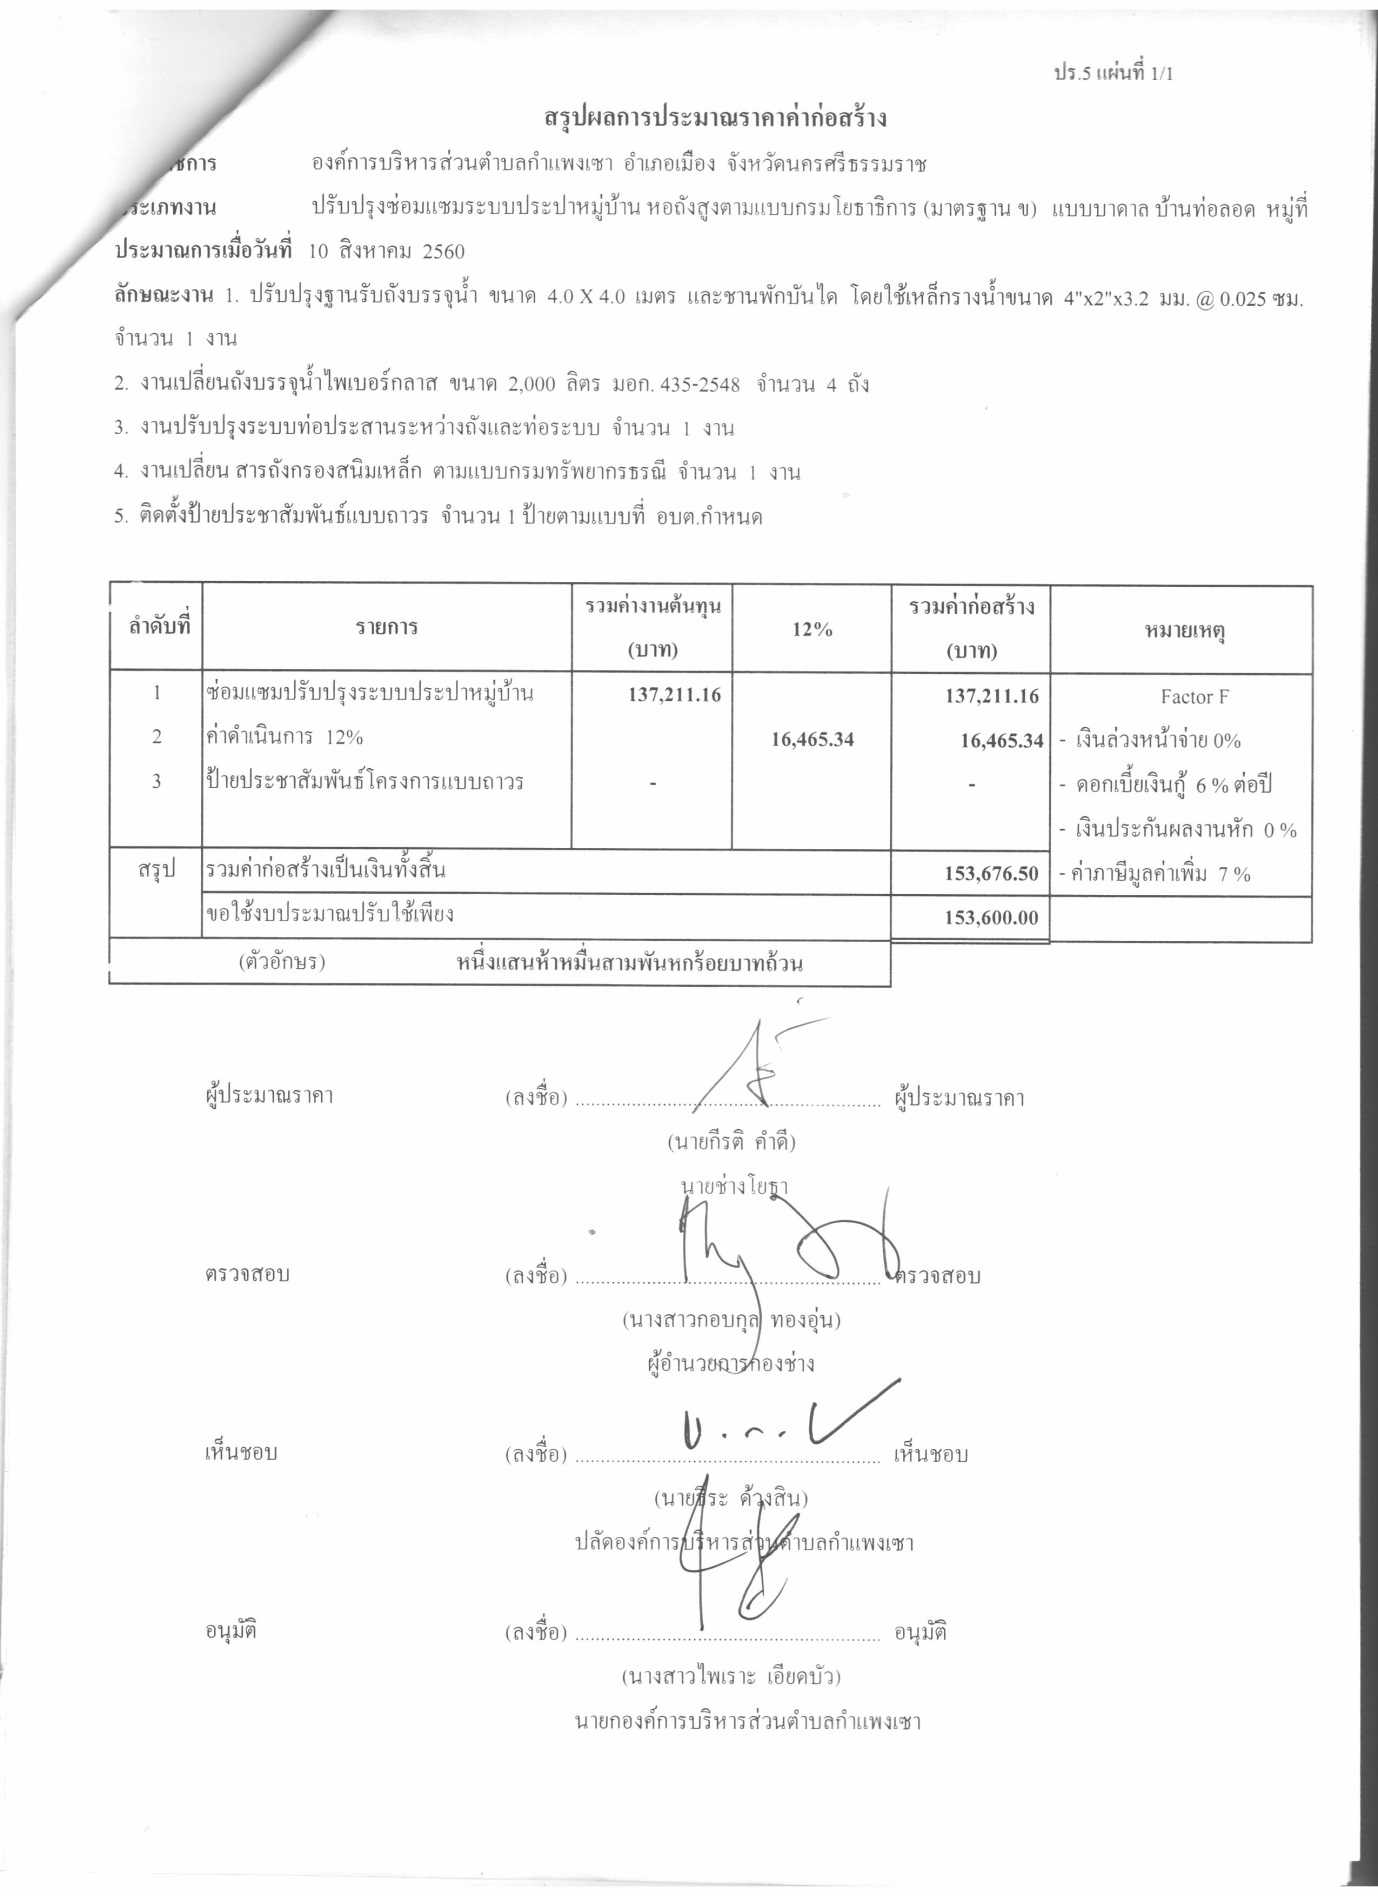 ปร.5 แผ่นที่ 1/1
สรุปผลการประมาณราคาค่าก่อสร้าง
องค์การบริหารส่วนตำบลกำแพงเซา อำเภอเมือง จังหวัดนครศรีธรรมราช
ประเภทงาน ปรับปรุงซ่อมแซมระบบประปาหมู่บ้าน หอถังสูงตามแบบกรมโยธาธิการ (มาตรฐาน ข) แบบบาดาล บ้านท่อลอด หมู่ที่
ประมาณการเมื่อวันที่ 10 สิงหาคม 2560
ลักษณะงาน 1. ปรับปรุงฐานรับถังบรรจุน้ำ ขนาด 4.0 X 4.0 เมตร และชานพักบันได โดยใช้เหล็กรางน้ำขนาด 4"x2"x3.2 มม. @ 0.025 ซม.
จำนวน 1 งาน
2. งานเปลี่ยนถังบรรจุน้ำไพเบอร์กลาส ขนาด 2,000 ลิตร มอก. 435-2548 จำนวน 4 ถัง
3. งานปรับปรุงระบบท่อประสานระหว่างถังและท่อระบบ จำนวน 1 งาน
4. งานเปลี่ยน สารถังกรองสนิมเหล็ก ตามแบบกรมทรัพยากรธรณี จำนวน 1 งาน
5. ติดตั้งป้ายประชาสัมพันธ์แบบถาวร จำนวน 1 ป้ายตามแบบที่ อบต.กำหนด
ลำดับที่ รายการ รวมค่างานต้นทุน (บาท) 12% รวมค่าก่อสร้าง (บาท) หมายเหตุ
1 ซ่อมแซมปรับปรุงระบบประปาหมู่บ้าน 137,211.16 137,211.16 Factor F
2 ค่าดำเนินการ 12% 16,465.34 16,465.34 - เงินล่วงหน้าจ่าย 0%
3 ป้ายประชาสัมพันธ์โครงการแบบถาวร - - - ดอกเบี้ยเงินกู้ 6 % ต่อปี
- เงินประกันผลงานหัก 0 %
สรุป รวมค่าก่อสร้างเป็นเงินทั้งสิ้น 153,676.50 - ค่าภาษีมูลค่าเพิ่ม 7 %
ขอใช้งบประมาณปรับใช้เพียง 153,600.00
(ตัวอักษร) หนึ่งแสนห้าหมื่นสามพันหกร้อยบาทถ้วน
ผู้ประมาณราคา (ลงชื่อ) ................ ผู้ประมาณราคา
(นายกีรติ คำดี)
นายช่างโยธา
ตรวจสอบ (ลงชื่อ) ................ ตรวจสอบ
(นางสาวกอบกุล ทองอุ่น)
ผู้อำนวยการกองช่าง
เห็นชอบ (ลงชื่อ) ................ เห็นชอบ
(นายธีระ ด้วงสิน)
ปลัดองค์การบริหารส่วนตำบลกำแพงเซา
อนุมัติ (ลงชื่อ) ................ อนุมัติ
(นางสาวไพเราะ เอียดบัว)
นายกองค์การบริหารส่วนตำบลกำแพงเซา